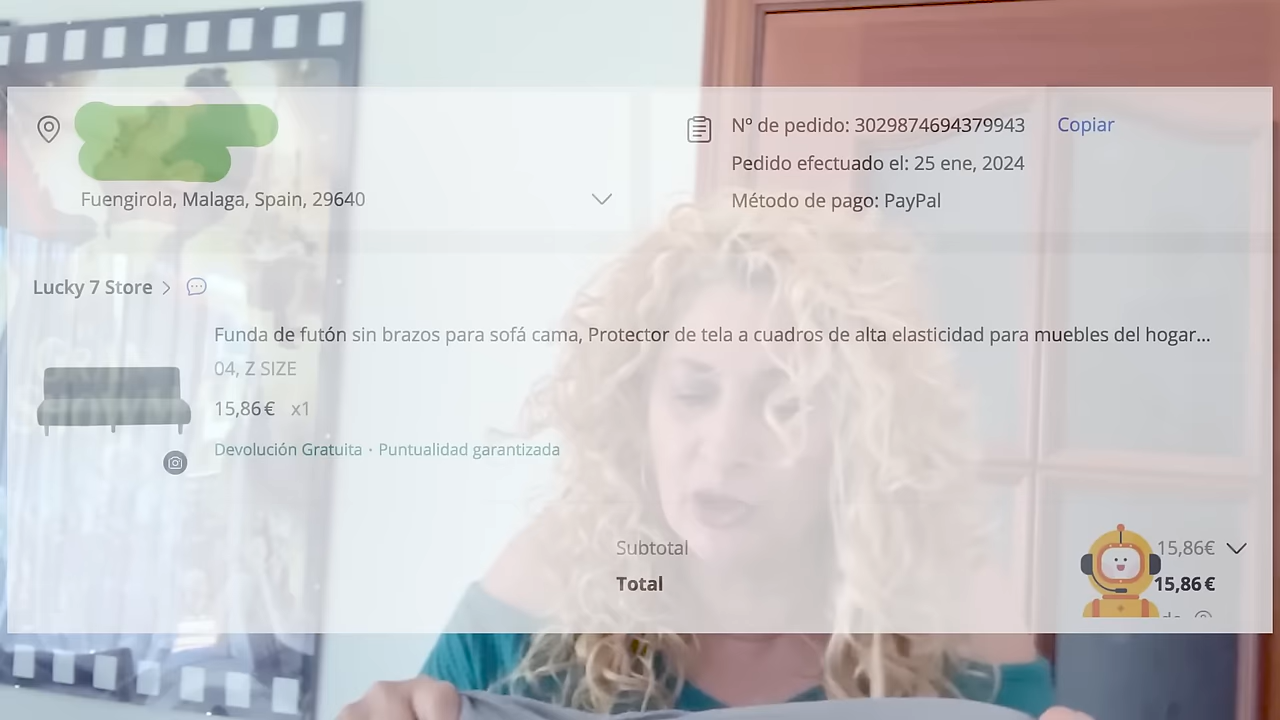 Fuengirola, Malaga, Spain, 29640
Nº de pedido: 3029874694379943 Copiar
Pedido efectuado el: 25 ene, 2024
Método de pago: PayPal
Lucky 7 Store
Funda de futón sin brazos para sofá cama, Protector de tela a cuadros de alta elasticidad para muebles del hogar...
04, Z SIZE
15,86€ x1
Devolución Gratuita · Puntualidad garantizada
Subtotal 15,86€
Total 15,86€